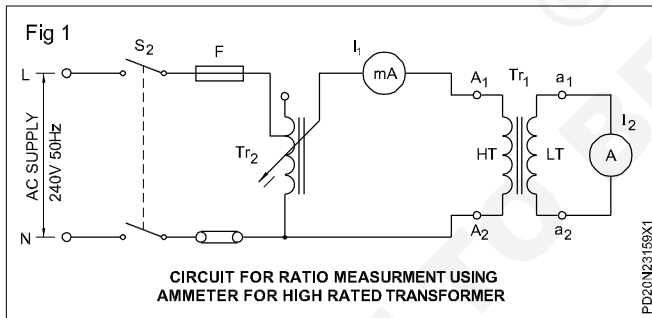 Fig 1
S2
F
I1
mA
A1
Tr1
a1
I2
L
AC SUPPLY
240V 50Hz
Tr2
HT
LT
A
N
A2
a2
CIRCUIT FOR RATIO MEASURMENT USING
AMMETER FOR HIGH RATED TRANSFORMER
PD20N23159X1